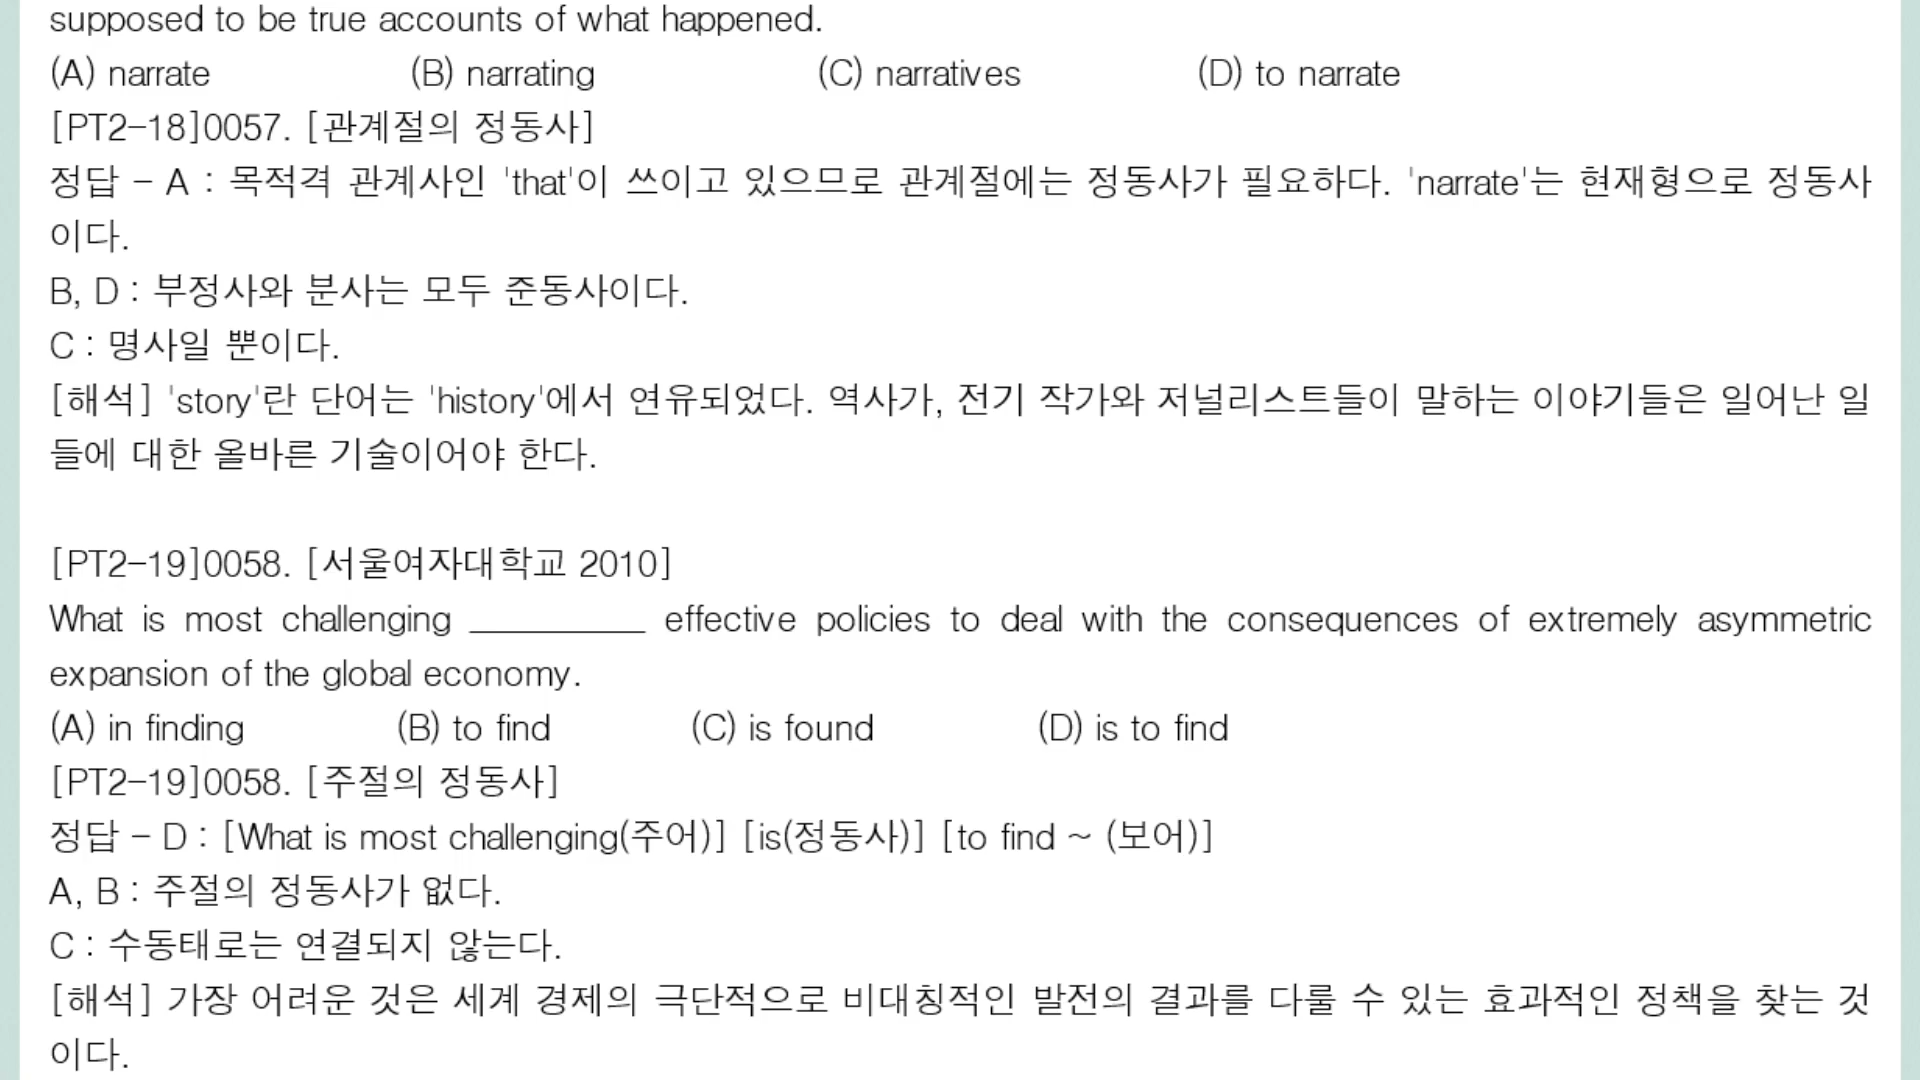 supposed to be true accounts of what happened.
(A) narrate (B) narrating (C) narratives (D) to narrate
[PT2-18]0057. [관계절의 정동사]
정답 - A : 목적격 관계사인 'that'이 쓰이고 있으므로 관계절에는 정동사가 필요하다. 'narrate'는 현재형으로 정동사
이다.
B, D : 부정사와 분사는 모두 준동사이다.
C : 명사일 뿐이다.
[해석] 'story'란 단어는 'history'에서 연유되었다. 역사가, 전기 작가와 저널리스트들이 말하는 이야기들은 일어난 일
들에 대한 올바른 기술이어야 한다.
[PT2-19]0058. [서울여자대학교 2010]
What is most challenging __________ effective policies to deal with the consequences of extremely asymmetric
expansion of the global economy.
(A) in finding (B) to find (C) is found (D) is to find
[PT2-19]0058. [주절의 정동사]
정답 - D : [What is most challenging(주어)] [is(정동사)] [to find ~ (보어)]
A, B : 주절의 정동사가 없다.
C : 수동태로는 연결되지 않는다.
[해석] 가장 어려운 것은 세계 경제의 극단적으로 비대칭적인 발전의 결과를 다룰 수 있는 효과적인 정책을 찾는 것
이다.